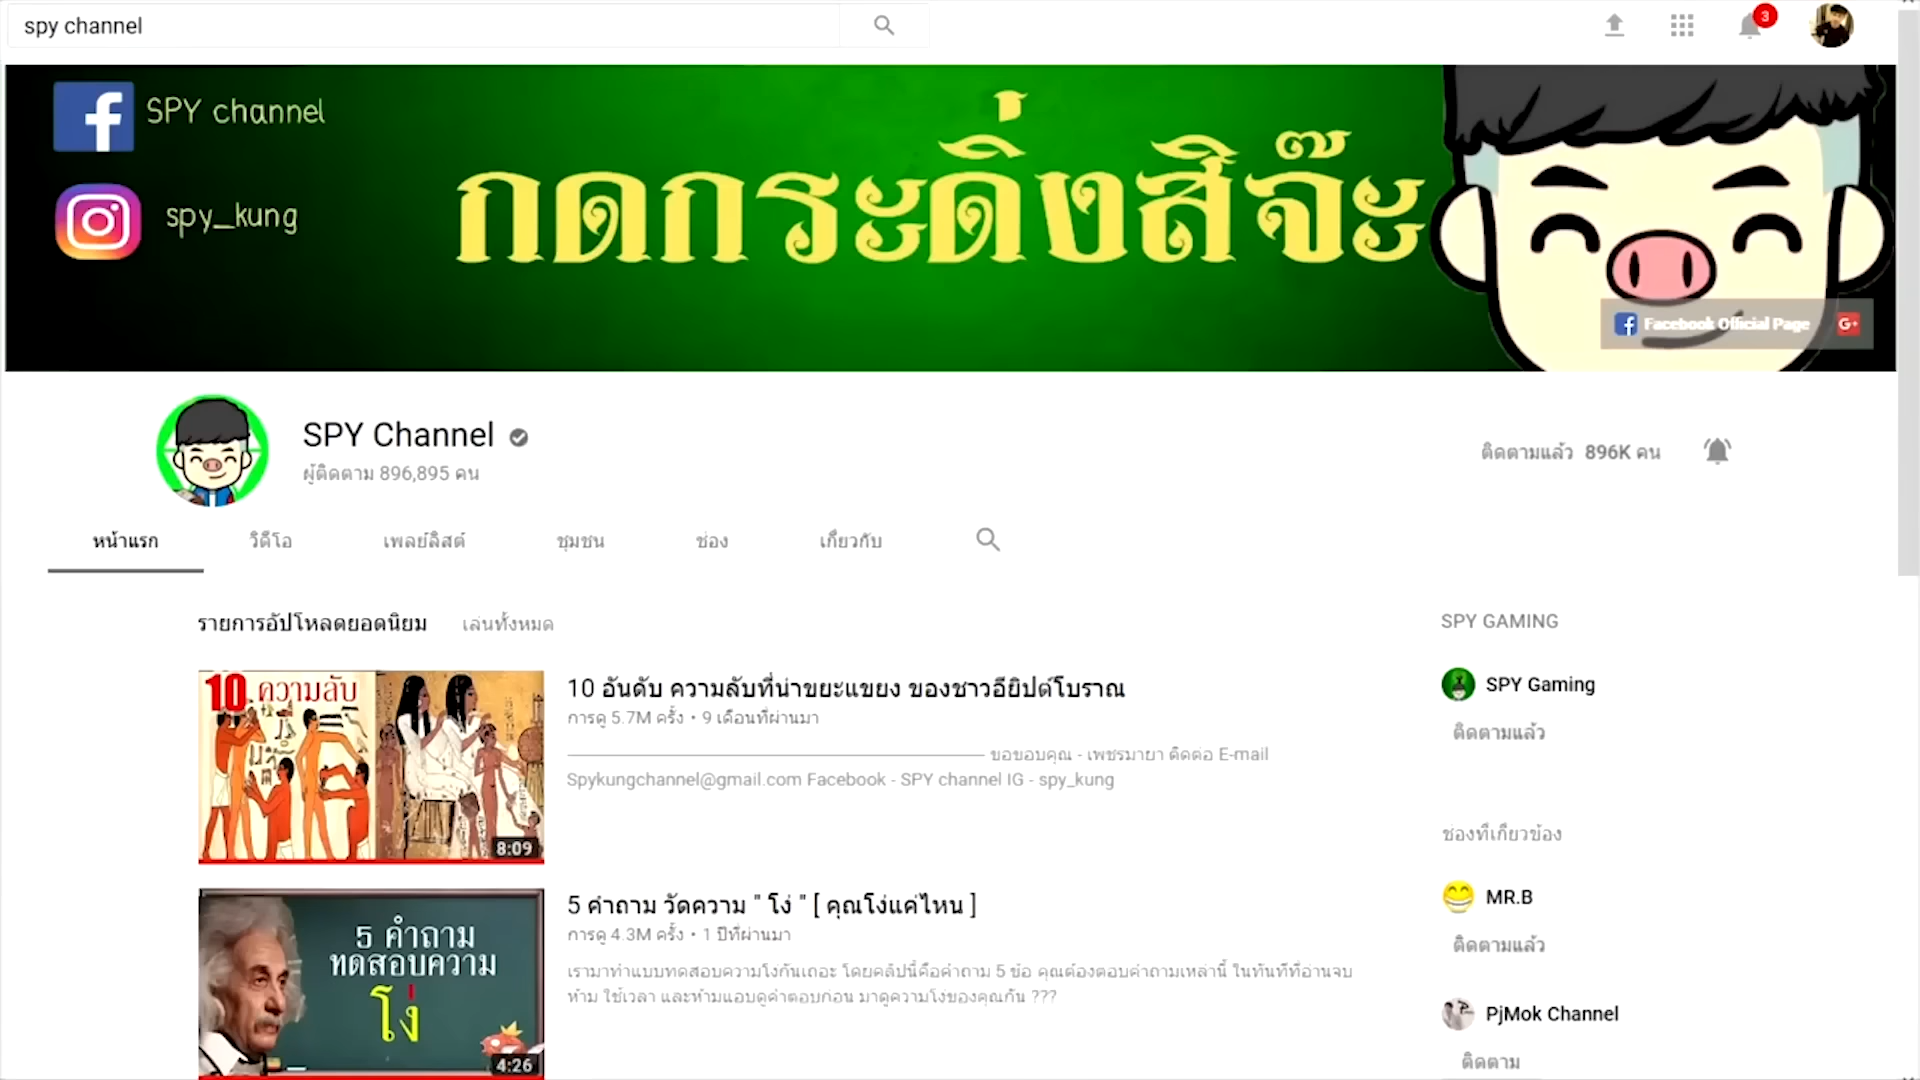 spy channel
3
SPY channel
spy_kung
กดกระดิ่งสิจ๊ะ
Facebook Official Page
G+
SPY Channel
ผู้ติดตาม 896,895 คน
ติดตามแล้ว 896K คน
หน้าแรก วิดีโอ เพลย์ลิสต์ ชุมชน ช่อง เกี่ยวกับ
รายการอัปโหลดยอดนิยม เล่นทั้งหมด
10 ความลับ
8:09
10 อันดับ ความลับที่น่าขยะแขยง ของชาวอียิปต์โบราณ
การดู 5.7M ครั้ง • 9 เดือนที่ผ่านมา
ขอขอบคุณ - เพชรมายา ติดต่อ E-mail
Spykungchannel@gmail.com Facebook - SPY channel IG - spy_kung
5 คำถาม
ทดสอบความ
โง่
4:26
5 คำถาม วัดความ " โง่ " [ คุณโง่แค่ไหน ]
การดู 4.3M ครั้ง • 1 ปีที่ผ่านมา
เรามาทำแบบทดสอบความโง่กันเถอะ โดยคลิปนี้คือคำถาม 5 ข้อ คุณต้องตอบคำถามเหล่านี้ ในทันทีที่อ่านจบ
ห้าม ใช้เวลา และห้ามแอบดูคำตอบก่อน มาดูความโง่ของคุณกัน ???
SPY GAMING
SPY Gaming
ติดตามแล้ว
ช่องที่เกี่ยวข้อง
MR.B
ติดตามแล้ว
PjMok Channel
ติดตาม